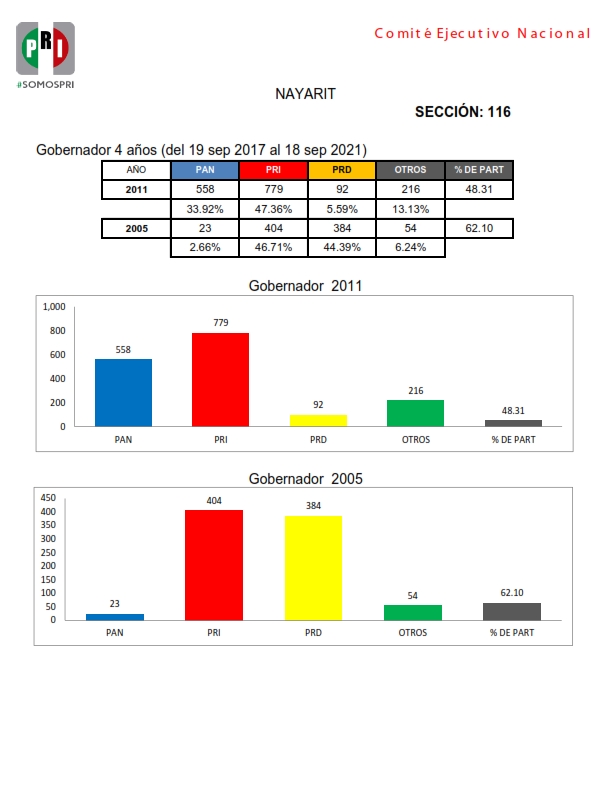 Comité Ejecutivo Nacional
PRI
#SOMOSPRI
NAYARIT
SECCIÓN: 116
Gobernador 4 años (del 19 sep 2017 al 18 sep 2021)
AÑO PAN PRI PRD OTROS % DE PART
2011 558 779 92 216 48.31
33.92% 47.36% 5.59% 13.13%
2005 23 404 384 54 62.10
2.66% 46.71% 44.39% 6.24%
Gobernador 2011
1,000
800
600
400
200
0
558
779
92
216
48.31
PAN PRI PRD OTROS % DE PART
Gobernador 2005
450
400
350
300
250
200
150
100
50
0
23
404
384
54
62.10
PAN PRI PRD OTROS % DE PART